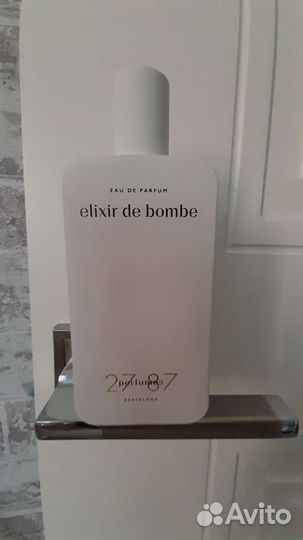 EAU DE PARFUM
elixir de bombe
27 87
perfumes
BARCELONA
Avito